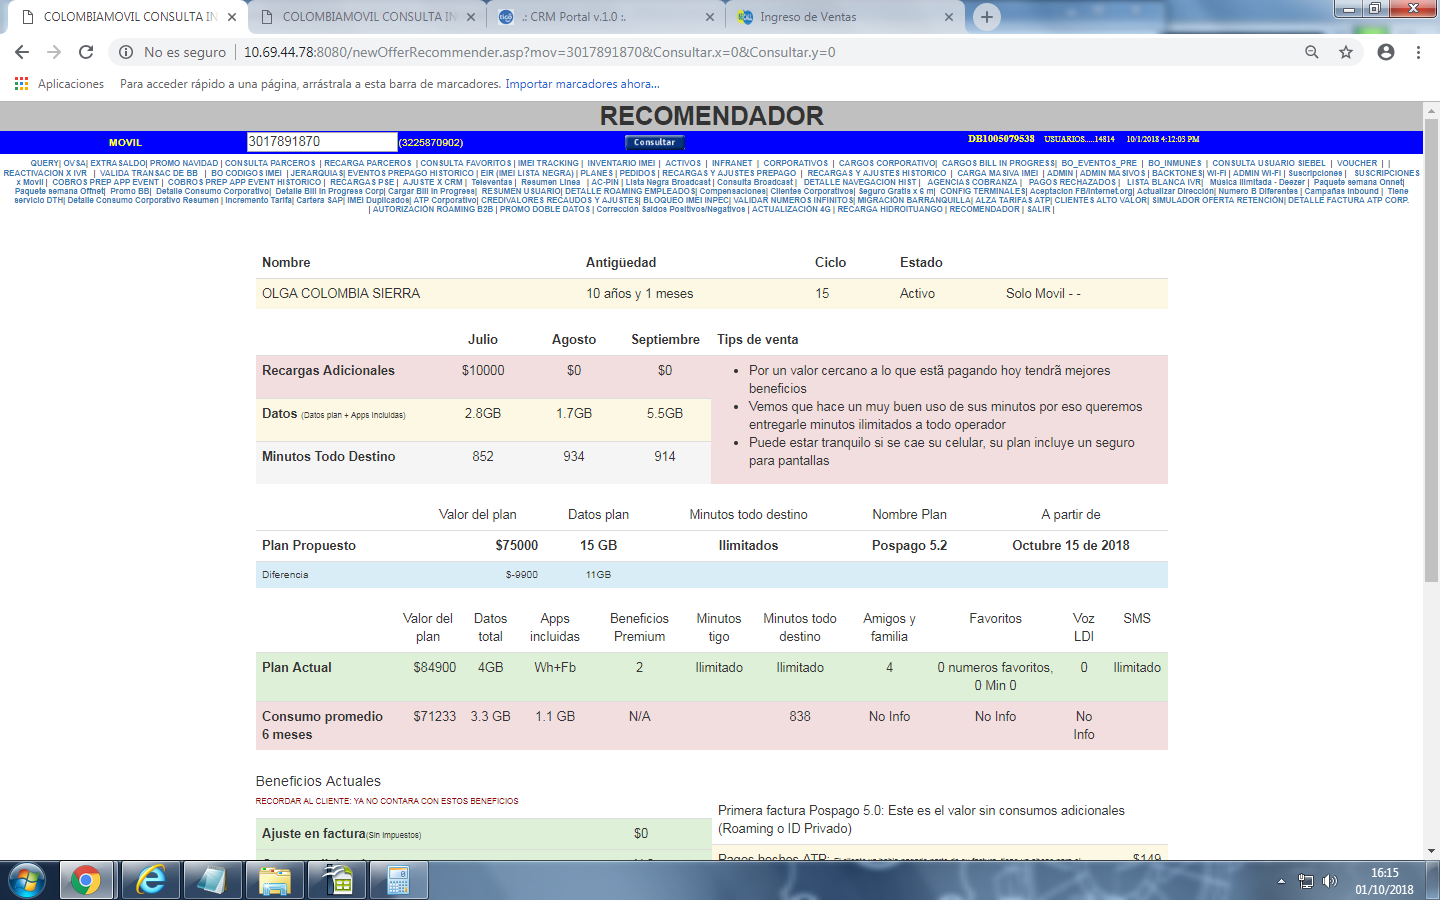 COLOMBIAMOVIL CONSULTA IN
COLOMBIAMOVIL CONSULTA IN
.: CRM Portal v.1.0 :.
Ingreso de Ventas
No es seguro
10.69.44.78:8080/newOfferRecommender.asp?mov=3017891870&Consultar.x=0&Consultar.y=0
Aplicaciones
Para acceder rápido a una página, arrástrala a esta barra de marcadores.
Importar marcadores ahora...
RECOMENDADOR
MOVIL
3017891870
(3225870902)
Consultar
DB1005079538
USUARIOS.....14814
10/1/2018 4:12:03 PM
QUERY| OVSA| EXTRASALDO| PROMO NAVIDAD | CONSULTA PARCEROS | RECARGA PARCEROS | CONSULTA FAVORITOS | IMEI TRACKING | INVENTARIO IMEI | ACTIVOS | INFRANET | CORPORATIVOS | CARGOS CORPORATIVO| CARGOS BILL IN PROGRESS| BO_EVENTOS_PRE | BO_INMUNES | CONSULTA USUARIO SIEBEL | VOUCHER | |
REACTIVACION X IVR | VALIDA TRANSAC DE BB | BO CODIGOS IMEI | JERARQUIAS| EVENTOS PREPAGO HISTORICO | EIR (IMEI LISTA NEGRA) | PLANES | PEDIDOS | RECARGAS Y AJUSTES PREPAGO | RECARGAS Y AJUSTES HISTORICO | CARGA MASIVA IMEI | ADMIN | ADMIN MASIVOS | BACKTONES| WI-FI | ADMIN WI-FI | Suscripciones | SUSCRIPCIONES
x Movil | COBROS PREP APP EVENT | COBROS PREP APP EVENT HISTORICO | RECARGAS PSE | AJUSTE X CRM | Televentas | Resumen Linea | AC-PIN | Lista Negra Broadcast | Consulta Broadcast | DETALLE NAVEGACION HIST | AGENCIAS COBRANZA | PAGOS RECHAZADOS | LISTA BLANCA IVR| Musica Ilimitada - Deezer | Paquete semana Onnet|
Paquete semana Offnet| Promo BB| Detalle Consumo Corporativo| Detalle Bill In Progress Corp| Cargar Bill In Progress| RESUMEN USUARIO| DETALLE ROAMING EMPLEADOS| Compensaciones| Clientes Corporativos| Seguro Gratis x 6 m| CONFIG TERMINALES| Aceptacion FB/Internet.org| Actualizar Dirección| Numero B Diferentes | Campañas Inbound | Tiene
servicio DTH| Detalle Consumo Corporativo Resumen | Incremento Tarifa| Cartera SAP| IMEI Duplicados| ATP Corporativo| CREDIVALORES RECAUDOS Y AJUSTES| BLOQUEO IMEI INPEC| VALIDAR NUMEROS INFINITOS| MIGRACIÓN BARRANQUILLA| ALZA TARIFAS ATP| CLIENTES ALTO VALOR| SIMULADOR OFERTA RETENCIÓN| DETALLE FACTURA ATP CORP.
| AUTORIZACIÓN ROAMING B2B | PROMO DOBLE DATOS | Corrección Saldos Positivos/Negativos | ACTUALIZACIÓN 4G | RECARGA HIDROITUANGO | RECOMENDADOR | SALIR |
Nombre Antigüedad Ciclo Estado
OLGA COLOMBIA SIERRA 10 años y 1 meses 15 Activo Solo Movil - -
Julio Agosto Septiembre Tips de venta
Recargas Adicionales $10000 $0 $0
Datos (Datos plan + Apps Incluidas) 2.8GB 1.7GB 5.5GB
Minutos Todo Destino 852 934 914
• Por un valor cercano a lo que estã pagando hoy tendrã mejores
beneficios
• Vemos que hace un muy buen uso de sus minutos por eso queremos
entregarle minutos ilimitados a todo operador
• Puede estar tranquilo si se cae su celular, su plan incluye un seguro
para pantallas
Valor del plan Datos plan Minutos todo destino Nombre Plan A partir de
Plan Propuesto $75000 15 GB Ilimitados Pospago 5.2 Octubre 15 de 2018
Diferencia $-9900 11GB
Valor del plan Datos total Apps incluidas Beneficios Premium Minutos tigo Minutos todo destino Amigos y familia Favoritos Voz LDI SMS
Plan Actual $84900 4GB Wh+Fb 2 Ilimitado Ilimitado 4 0 numeros favoritos, 0 Min 0 0 Ilimitado
Consumo promedio 6 meses $71233 3.3 GB 1.1 GB N/A 838 No Info No Info No Info
Beneficios Actuales
RECORDAR AL CLIENTE: YA NO CONTARA CON ESTOS BENEFICIOS
Ajuste en factura(Sin Impuestos) $0
Primera factura Pospago 5.0: Este es el valor sin consumos adicionales
(Roaming o ID Privado)
Pagos hechos ATP: $149
16:15
01/10/2018